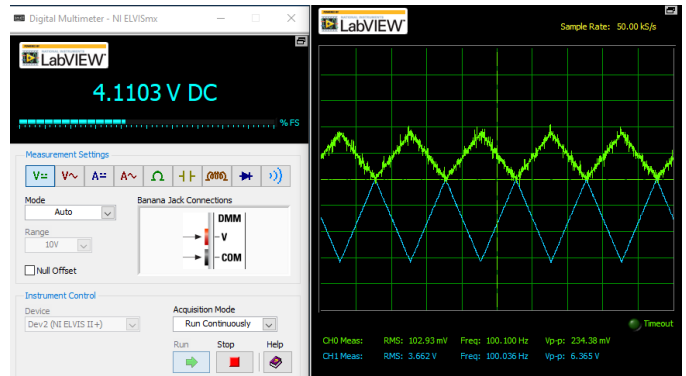 Digital Multimeter - NI ELVISmx
LabVIEW
4.1103 V DC
% FS
Measurement Settings
V= V~ A= A~ Ω
Mode
Auto
Banana Jack Connections
DMM
V
COM
Range
10V
Null Offset
Instrument Control
Device
Dev2 (NI ELVIS II+)
Acquisition Mode
Run Continuously
Run Stop Help
LabVIEW
Sample Rate: 50.00 kS/s
Timeout
CH0 Meas: RMS: 102.93 mV Freq: 100.100 Hz Vp-p: 234.38 mV
CH1 Meas: RMS: 3.662 V Freq: 100.036 Hz Vp-p: 6.365 V